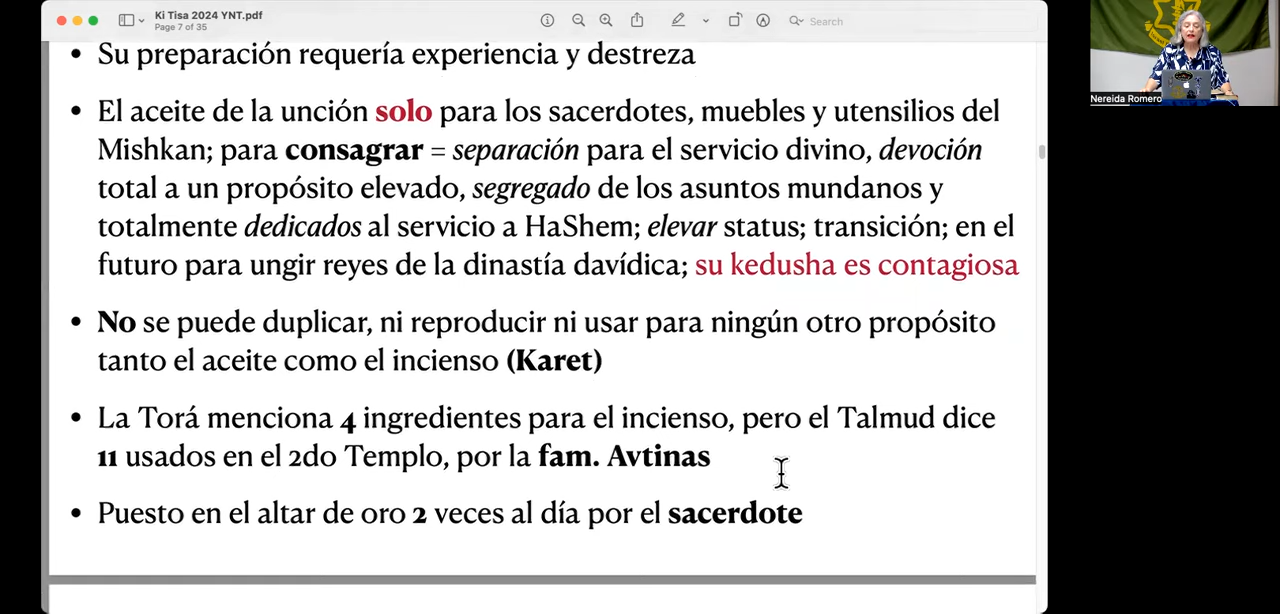 Ki Tisa 2024 YNT.pdf
Page 7 of 35
Search
Nereida Romero
• Su preparación requería experiencia y destreza
• El aceite de la unción solo para los sacerdotes, muebles y utensilios del
Mishkan; para consagrar = separación para el servicio divino, devoción
total a un propósito elevado, segregado de los asuntos mundanos y
totalmente dedicados al servicio a HaShem; elevar status; transición; en el
futuro para ungir reyes de la dinastía davídica; su kedusha es contagiosa
• No se puede duplicar, ni reproducir ni usar para ningún otro propósito
tanto el aceite como el incienso (Karet)
• La Torá menciona 4 ingredientes para el incienso, pero el Talmud dice
11 usados en el 2do Templo, por la fam. Avtinas
• Puesto en el altar de oro 2 veces al día por el sacerdote